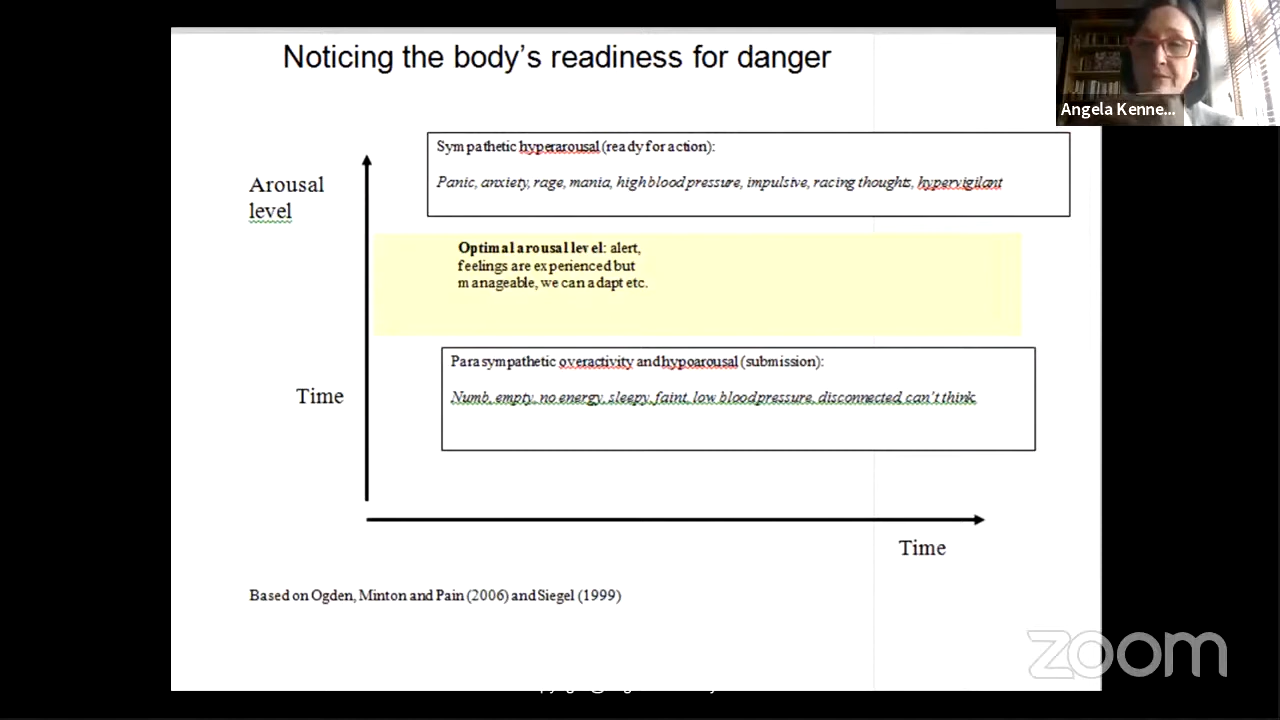 Noticing the body's readiness for danger
Angela Kenne...
Sympathetic hyperarousal (ready for action):
Panic, anxiety, rage, mania, high blood pressure, impulsive, racing thoughts, hypervigilant
Arousal
level
Optimal arousal level: alert,
feelings are experienced but
manageable, we can adapt etc.
Parasympathetic overactivity and hypoarousal (submission):
Numb, empty, no energy, sleepy, faint, low blood pressure, disconnected, can't think.
Time
Time
Based on Ogden, Minton and Pain (2006) and Siegel (1999)
zoom